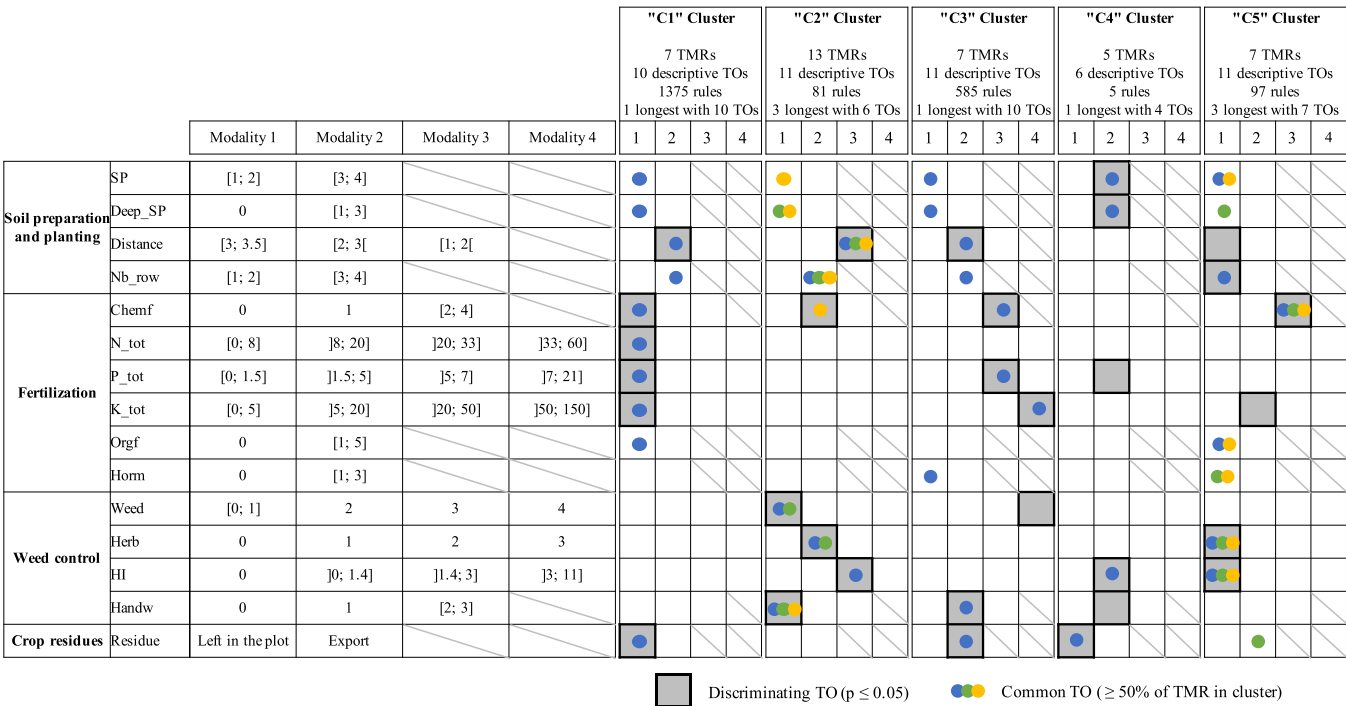 "C1" Cluster "C2" Cluster "C3" Cluster "C4" Cluster "C5" Cluster
7 TMRs 13 TMRs 7 TMRs 5 TMRs 7 TMRs
10 descriptive TOs 11 descriptive TOs 11 descriptive TOs 6 descriptive TOs 11 descriptive TOs
1375 rules 81 rules 585 rules 5 rules 97 rules
1 longest with 10 TOs 3 longest with 6 TOs 1 longest with 10 TOs 1 longest with 4 TOs 3 longest with 7 TOs
Modality 1 Modality 2 Modality 3 Modality 4 1 2 3 4 1 2 3 4 1 2 3 4 1 2 3 4 1 2 3 4
Soil preparation and planting
SP [1; 2] [3; 4]
Deep_SP 0 [1; 3]
Distance [3; 3.5] [2; 3[ [1; 2[
Nb_row [1; 2] [3; 4]
Fertilization
Chemf 0 1 [2; 4]
N_tot [0; 8] ]8; 20] ]20; 33] ]33; 60]
P_tot [0; 1.5] ]1.5; 5] ]5; 7] ]7; 21]
K_tot [0; 5] ]5; 20] ]20; 50] ]50; 150]
Orgf 0 [1; 5]
Horm 0 [1; 3]
Weed control
Weed [0; 1] 2 3 4
Herb 0 1 2 3
HI 0 ]0; 1.4] ]1.4; 3] ]3; 11]
Handw 0 1 [2; 3]
Crop residues Residue Left in the plot Export
Discriminating TO (p ≤ 0.05) Common TO (≥ 50% of TMR in cluster)